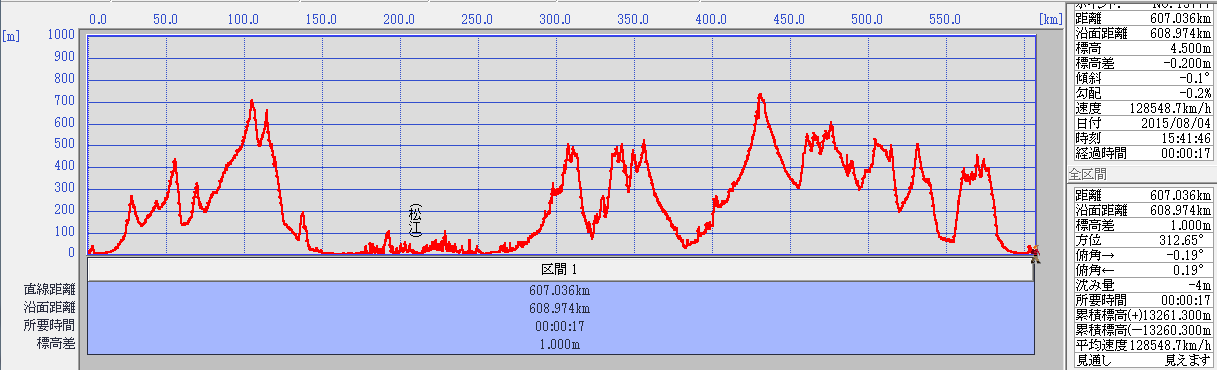 0.0 50.0 100.0 150.0 200.0 250.0 300.0 350.0 400.0 450.0 500.0 550.0 [km]
[m]
1000
900
800
700
600
500
400
300
200
100
0
(松江)
区間 1
直線距離 607.036km
沿面距離 608.974km
所要時間 00:00:17
標高差 1.000m
距離 607.036km
沿面距離 608.974km
標高 4.500m
標高差 -0.200m
傾斜 -0.1°
勾配 -0.2%
速度 128548.7km/h
日付 2015/08/04
時刻 15:41:46
経過時間 00:00:17
全区間
距離 607.036km
沿面距離 608.974km
標高差 1.000m
方位 312.65°
俯角→ -0.19°
俯角← 0.19°
沈み量 -4m
所要時間 00:00:17
累積標高(+)13261.300m
累積標高(-13260.300m
平均速度 128548.7km/h
見通し 見えます